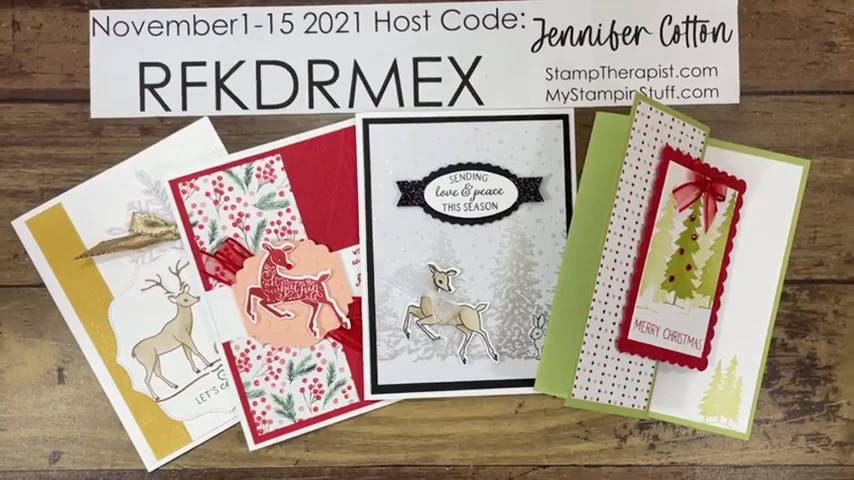 November1-15 2021 Host Code:
Jennifer Cotton
RFKDRMEX
StampTherapist.com
MyStampinStuff.com
SENDING
love & peace
THIS SEASON
MERRY CHRISTMAS
LET'S